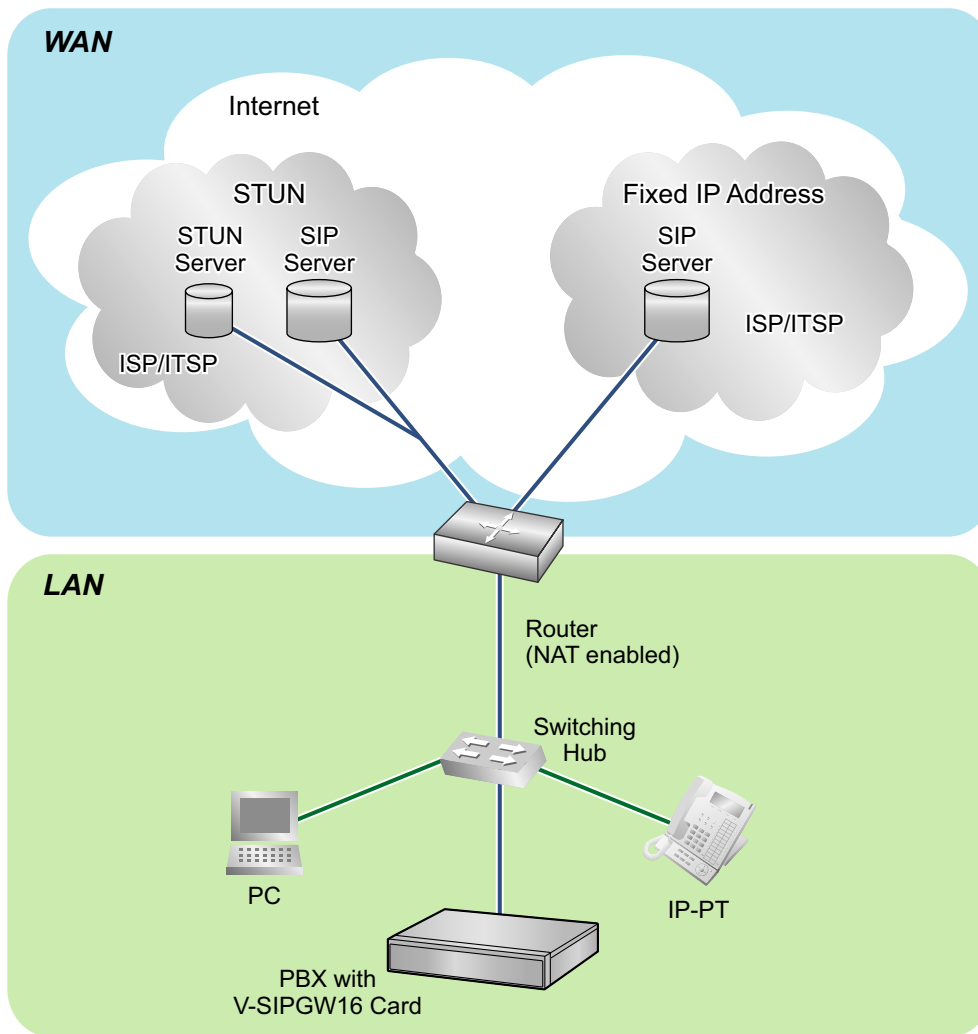 WAN
Internet
STUN
Fixed IP Address
STUN
Server
SIP
Server
SIP
Server
ISP/ITSP
ISP/ITSP
LAN
Router
(NAT enabled)
Switching
Hub
PC
IP-PT
PBX with
V-SIPGW16 Card